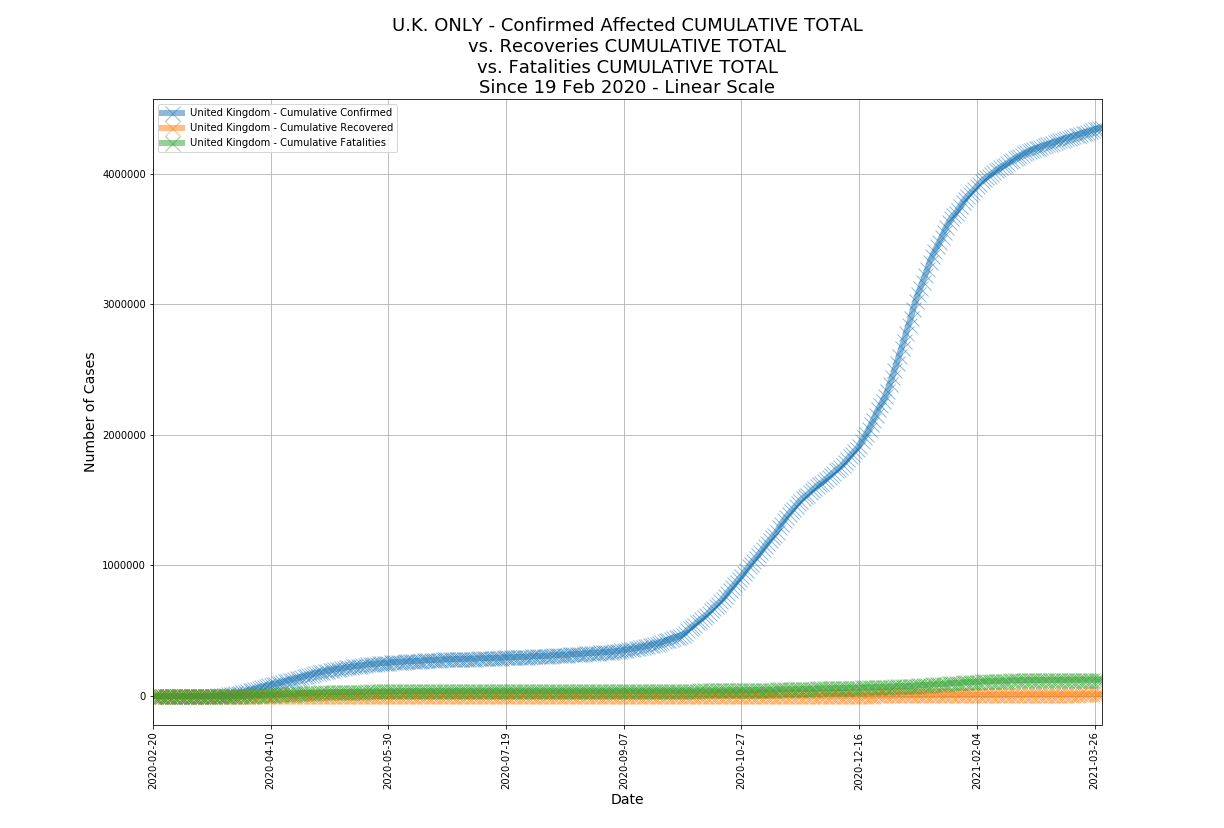 U.K. ONLY - Confirmed Affected CUMULATIVE TOTAL
vs. Recoveries CUMULATIVE TOTAL
vs. Fatalities CUMULATIVE TOTAL
Since 19 Feb 2020 - Linear Scale
United Kingdom - Cumulative Confirmed
United Kingdom - Cumulative Recovered
United Kingdom - Cumulative Fatalities
Number of Cases
4000000
3000000
2000000
1000000
0
2020-02-20
2020-04-10
2020-05-30
2020-07-19
2020-09-07
2020-10-27
2020-12-16
2021-02-04
2021-03-26
Date